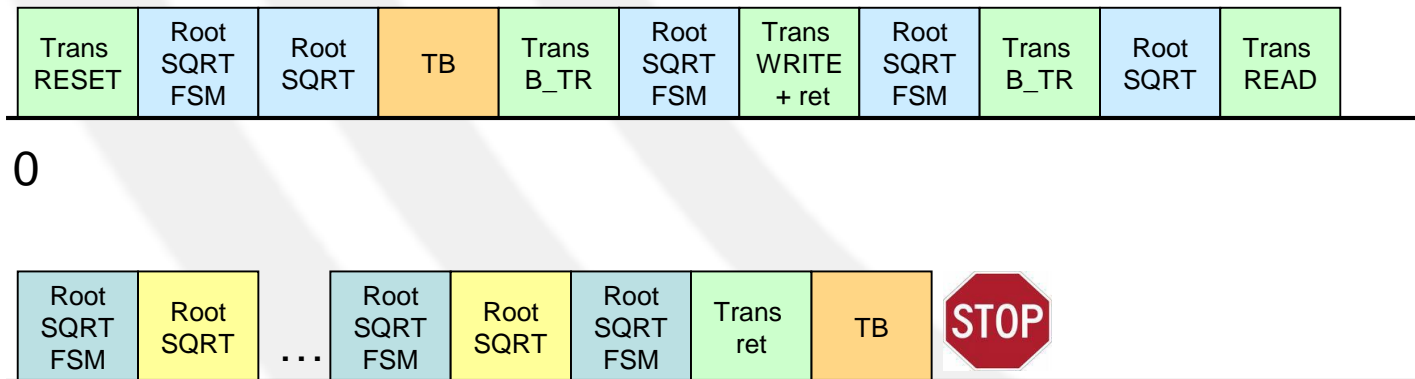 Trans
RESET
Root
SQRT
FSM
Root
SQRT
TB
Trans
B_TR
Root
SQRT
FSM
Trans
WRITE
+ ret
Root
SQRT
FSM
Trans
B_TR
Root
SQRT
Trans
READ
0
Root
SQRT
FSM
Root
SQRT
...
Root
SQRT
FSM
Root
SQRT
Root
SQRT
FSM
Trans
ret
TB
STOP